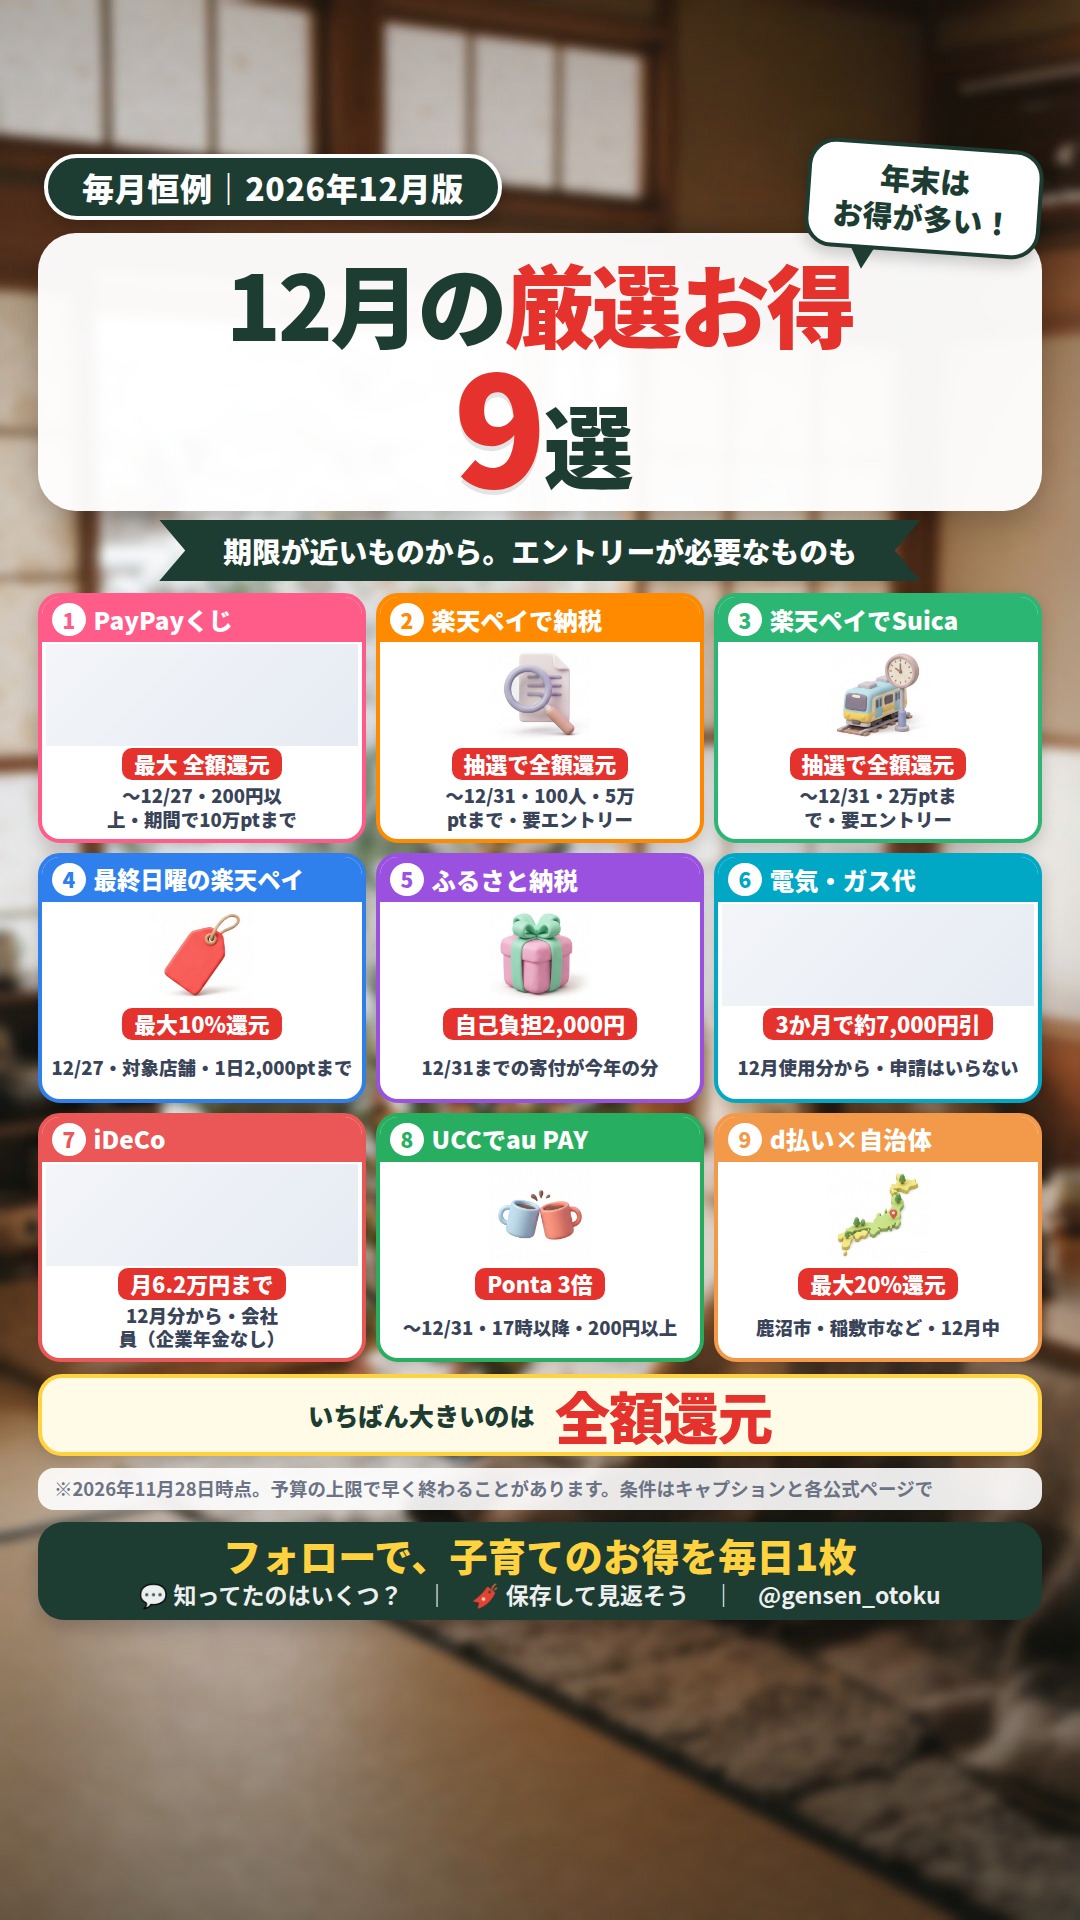 毎月恒例｜2026年12月版
年末は
お得が多い！
12月の厳選お得
9選
期限が近いものから。エントリーが必要なものも
1 PayPayくじ
最大 全額還元
～12/27・200円以
上・期間で10万ptまで
2 楽天ペイで納税
抽選で全額還元
～12/31・100人・5万
ptまで・要エントリー
3 楽天ペイでSuica
抽選で全額還元
～12/31・2万ptま
で・要エントリー
4 最終日曜の楽天ペイ
最大10%還元
12/27・対象店舗・1日2,000ptまで
5 ふるさと納税
自己負担2,000円
12/31までの寄付が今年の分
6 電気・ガス代
3か月で約7,000円引
12月使用分から・申請はいらない
7 iDeCo
月6.2万円まで
12月分から・会社
員（企業年金なし）
8 UCCでau PAY
Ponta 3倍
～12/31・17時以降・200円以上
9 d払い×自治体
最大20%還元
鹿沼市・稲敷市など・12月中
いちばん大きいのは 全額還元
※2026年11月28日時点。予算の上限で早く終わることがあります。条件はキャプションと各公式ページで
フォローで、子育てのお得を毎日1枚
💬 知ってたのはいくつ？ ｜ 🔖 保存して見返そう ｜ @gensen_otoku